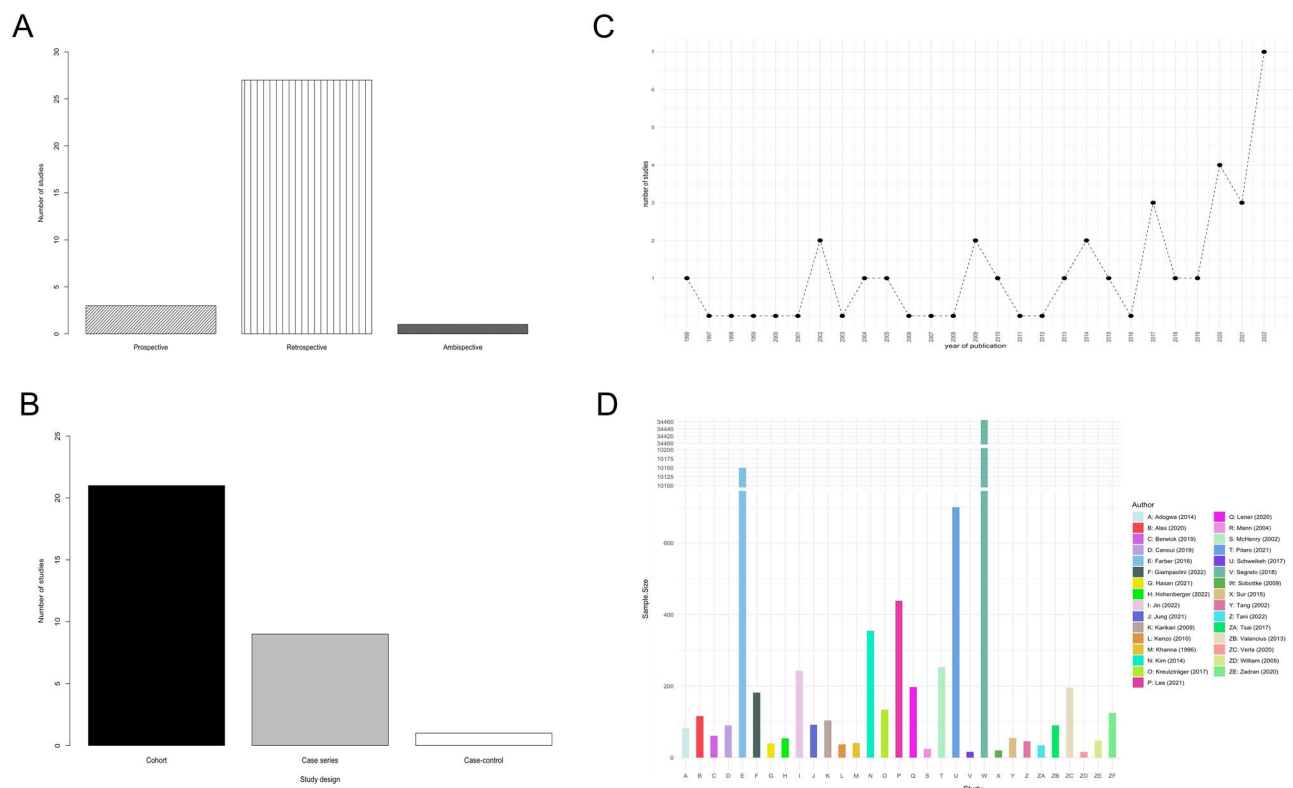 A
30
25
20
15
10
5
0
Number of studies
Prospective
Retrospective
Ambispective
B
25
20
15
10
5
0
Number of studies
Cohort
Case series
Case-control
Study design
C
7
6
5
4
3
2
1
number of studies
1996
1997
1998
1999
2000
2001
2002
2003
2004
2005
2006
2007
2008
2009
2010
2011
2012
2013
2014
2015
2016
2017
2018
2019
2020
2021
2022
year of publication
D
34460
34440
34420
34400
10200
10175
10150
10125
10100
600
400
200
0
Sample.Size
A B C D E F G H I J K L M N O P Q S T U V W X Y Z ZA ZB ZC ZD ZE ZF
Author
A: Adogwa (2014)
B: Alas (2020)
C: Berwick (2019)
D: Canoui (2019)
E: Farber (2016)
F: Giampaolini (2022)
G: Hasan (2021)
H: Hohenberger (2022)
I: Jin (2022)
J: Jung (2021)
K: Karikari (2009)
L: Kenzo (2010)
M: Khanna (1996)
N: Kim (2014)
O: Kreutzträger (2017)
P: Lee (2021)
Q: Lener (2020)
R: Mann (2004)
S: McHenry (2002)
T: Pilaro (2021)
U: Schweikeh (2017)
V: Segreto (2018)
W: Sobottke (2009)
X: Sur (2015)
Y: Tang (2002)
Z: Tani (2022)
ZA: Tsai (2017)
ZB: Valancius (2013)
ZC: Verla (2020)
ZD: William (2005)
ZE: Zadran (2020)